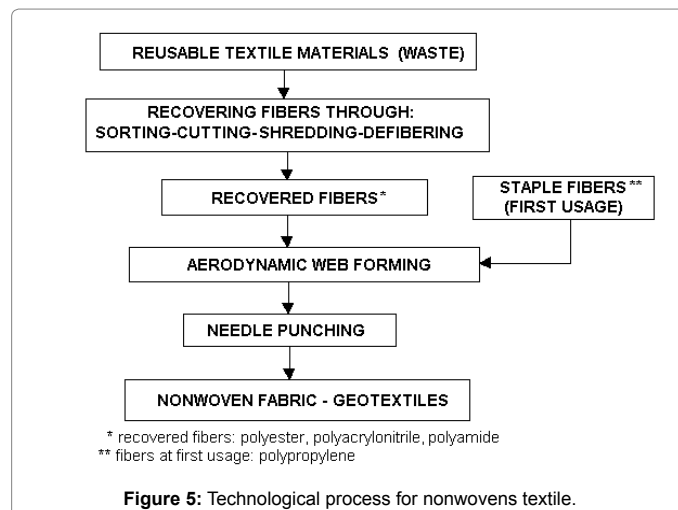 REUSABLE TEXTILE MATERIALS (WASTE)
RECOVERING FIBERS THROUGH:
SORTING-CUTTING-SHREDDING-DEFIBERING
RECOVERED FIBERS*
STAPLE FIBERS**
(FIRST USAGE)
AERODYNAMIC WEB FORMING
NEEDLE PUNCHING
NONWOVEN FABRIC - GEOTEXTILES
* recovered fibers: polyester, polyacrylonitrile, polyamide
** fibers at first usage: polypropylene
Figure 5: Technological process for nonwovens textile.